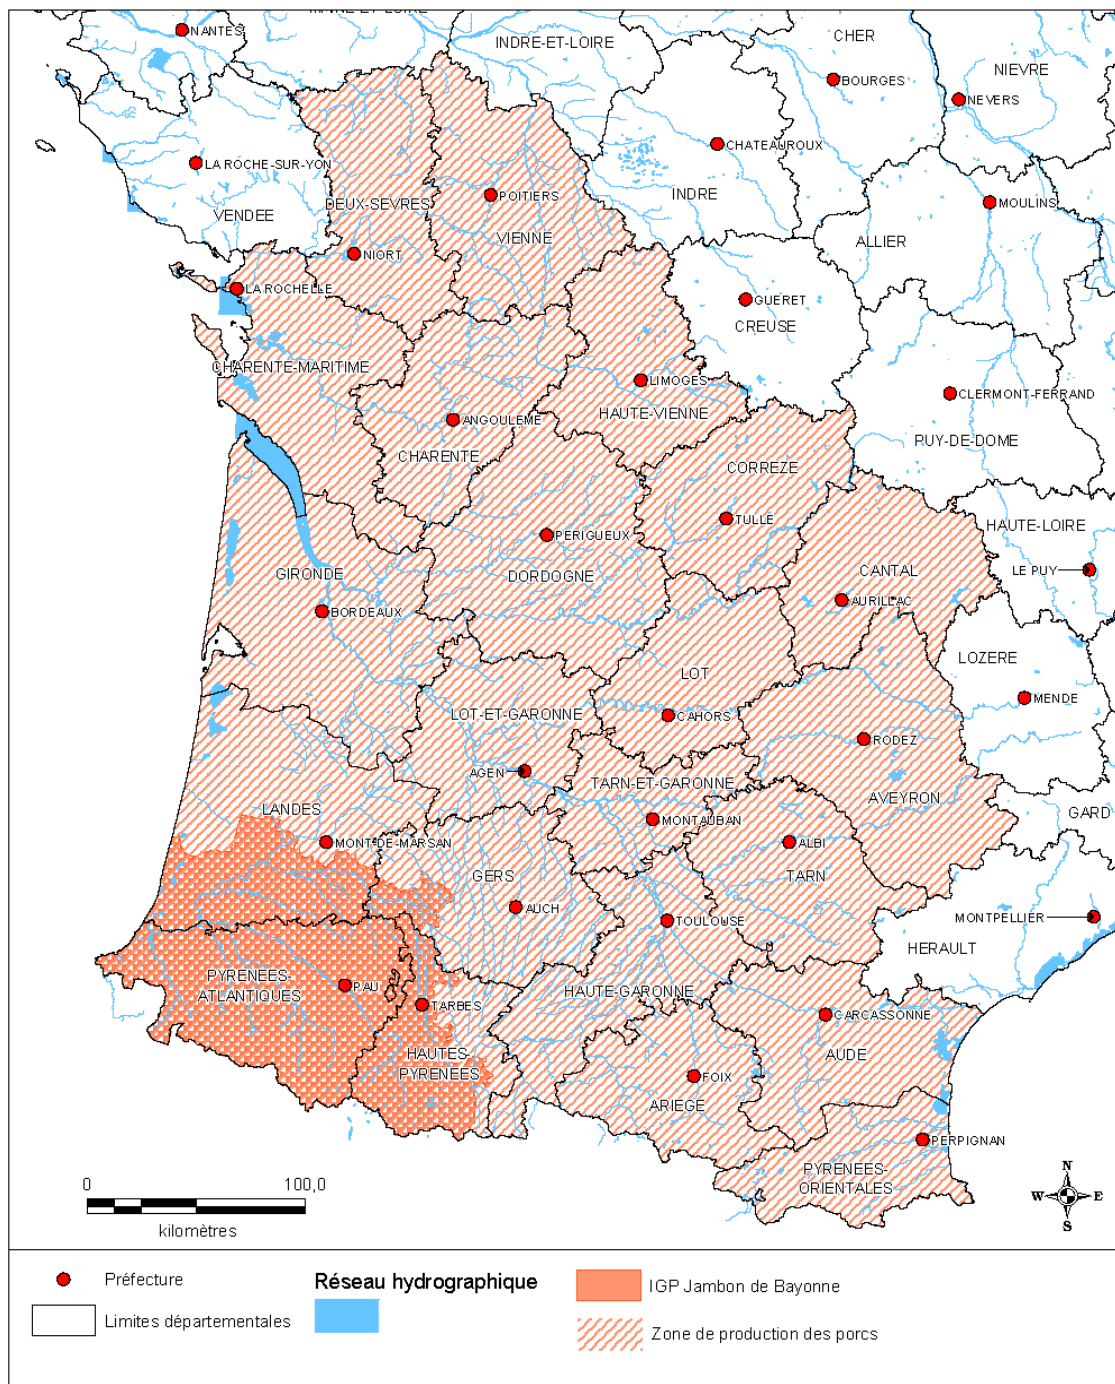 MAINE-ET-LOIRE
NANTES
INDRE-ET-LOIRE
CHER
BOURGES
NIEVRE
NEVERS
CHATEAUROUX
LA ROCHE-SUR-YON
VENDEE
DEUX-SEVRES
POITIERS
VIENNE
INDRE
MOULINS
ALLIER
NIORT
LA ROCHELLE
GUERET
CREUSE
CHARENTE-MARITIME
LIMOGES
HAUTE-VIENNE
CLERMONT-FERRAND
PUY-DE-DOME
ANGOULEME
CHARENTE
CORREZE
TULLE
HAUTE-LOIRE
LE PUY
PERIGUEUX
DORDOGNE
GIRONDE
BORDEAUX
CANTAL
AURILLAC
LOZERE
MENDE
LOT
CAHORS
LOT-ET-GARONNE
RODEZ
AVEYRON
AGEN
TARN-ET-GARONNE
MONTAUBAN
LANDES
MONT-DE-MARSAN
GARD
ALBI
TARN
GERS
AUCH
TOULOUSE
MONTPELLIER
HERAULT
PYRENEES-
ATLANTIQUES
PAU
TARBES
HAUTE-GARONNE
CARCASSONNE
AUDE
HAUTES-
PYRENEES
FOIX
ARIEGE
PERPIGNAN
PYRENEES-
ORIENTALES
0 100,0
kilomètres
N
W E
S
Préfecture
Limites départementales
Réseau hydrographique
IGP Jambon de Bayonne
Zone de production des porcs